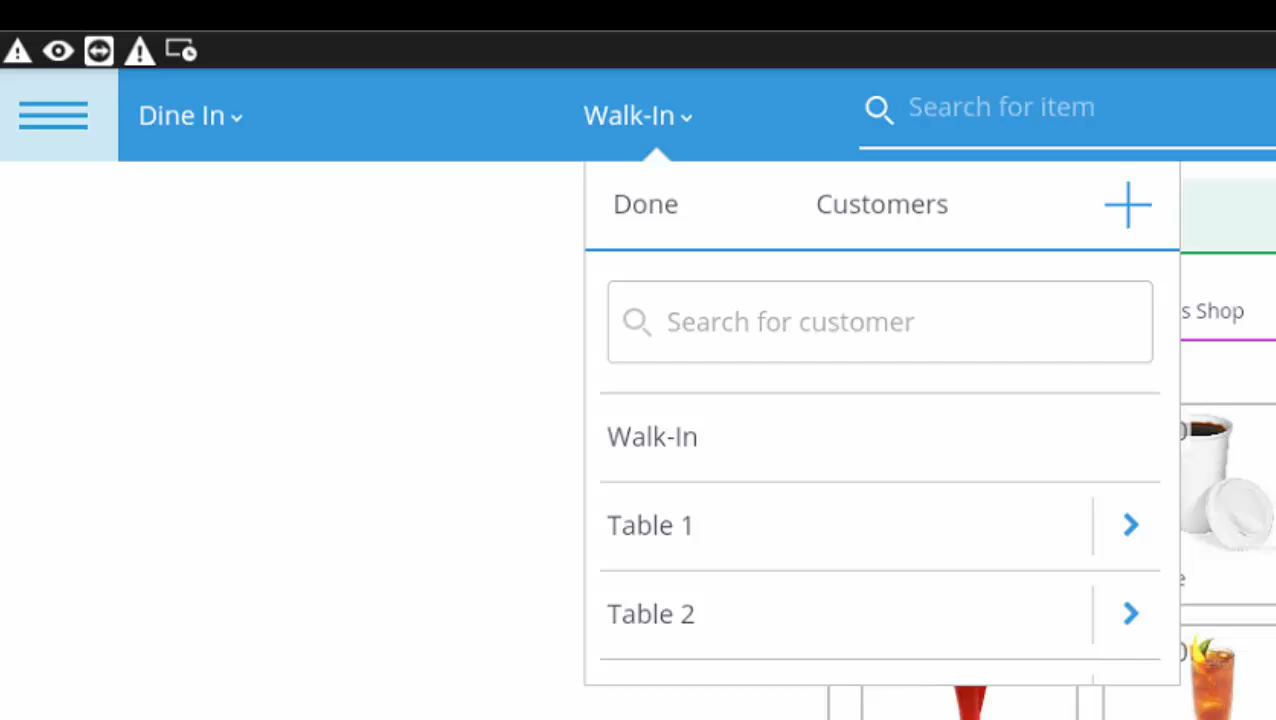 Dine In
Walk-In
Search for item
Done
Customers
Search for customer
s Shop
Walk-In
Table 1
Table 2